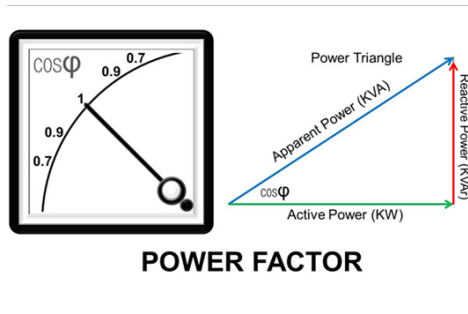 cosφ
0.7
0.9
1
0.9
0.7
Power Triangle
Apparent Power (KVA)
Reactive Power (KVAr)
cosφ
Active Power (KW)
POWER FACTOR